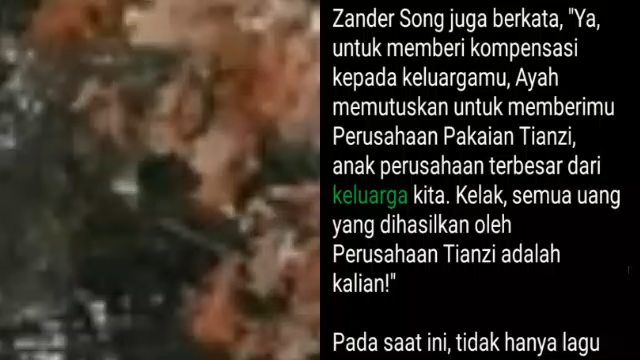 Zander Song juga berkata, "Ya,
untuk memberi kompensasi
kepada keluargamu, Ayah
memutuskan untuk memberimu
Perusahaan Pakaian Tianzi,
anak perusahaan terbesar dari
keluarga kita. Kelak, semua uang
yang dihasilkan oleh
Perusahaan Tianzi adalah
kalian!"
Pada saat ini, tidak hanya lagu